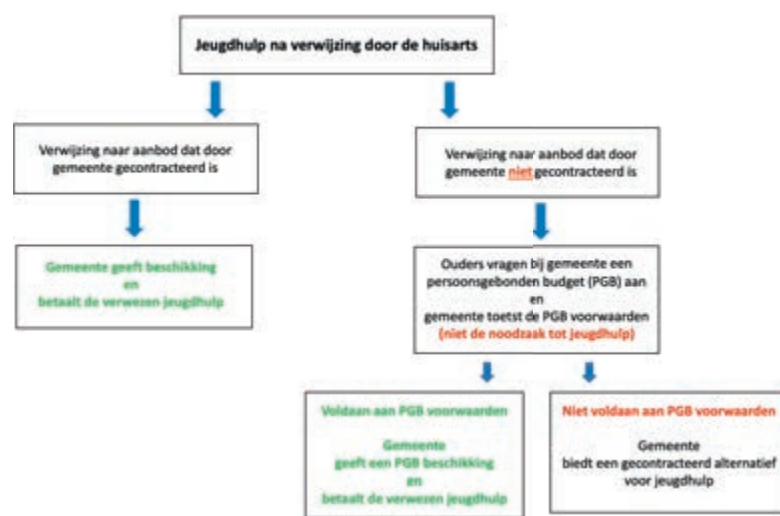 Jeugdhulp na verwijzing door de huisarts
Verwijzing naar aanbod dat door
gemeente gecontracteerd is
Verwijzing naar aanbod dat door
gemeente niet gecontracteerd is
Gemeente geeft beschikking
en
betaalt de verwezen jeugdhulp
Ouders vragen bij gemeente een
persoonsgebonden budget (PGB) aan
en
gemeente toetst de PGB voorwaarden
(niet de noodzaak tot jeugdhulp)
Voldaan aan PGB voorwaarden
Gemeente
geeft een PGB beschikking
en
betaalt de verwezen jeugdhulp
Niet voldaan aan PGB voorwaarden
Gemeente
biedt een gecontracteerd alternatief
voor jeugdhulp